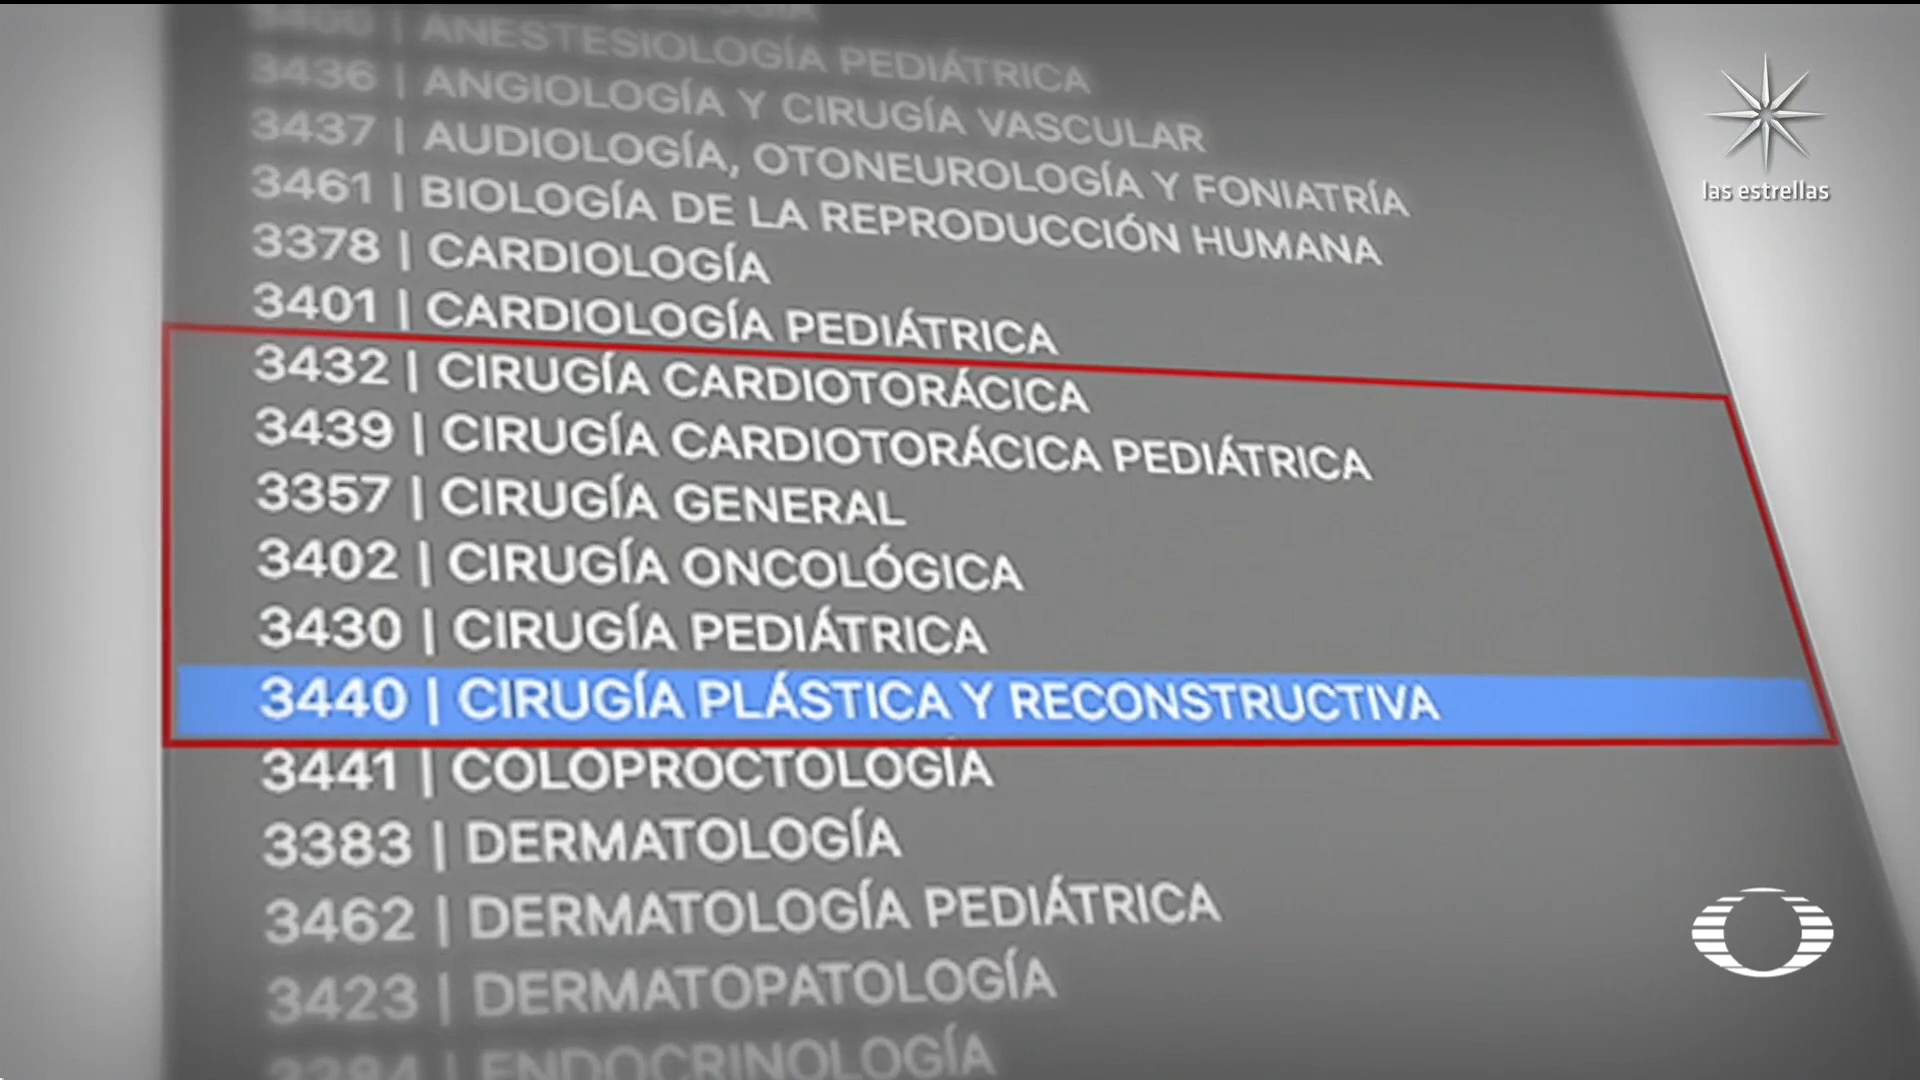 ANESTESIOLOGÍA PEDIÁTRICA
3436 | ANGIOLOGÍA Y CIRUGÍA VASCULAR
3437 | AUDIOLOGÍA, OTONEUROLOGÍA Y FONIATRÍA
3461 | BIOLOGÍA DE LA REPRODUCCIÓN HUMANA
3378 | CARDIOLOGÍA
3401 | CARDIOLOGÍA PEDIÁTRICA
3432 | CIRUGÍA CARDIOTORÁCICA
3439 | CIRUGÍA CARDIOTORÁCICA PEDIÁTRICA
3357 | CIRUGÍA GENERAL
3402 | CIRUGÍA ONCOLÓGICA
3430 | CIRUGÍA PEDIÁTRICA
3440 | CIRUGÍA PLÁSTICA Y RECONSTRUCTIVA
3441 | COLOPROCTOLOGÍA
3383 | DERMATOLOGÍA
3462 | DERMATOLOGÍA PEDIÁTRICA
3423 | DERMATOPATOLOGÍA
ENDOCRINOLOGÍA
las estrellas